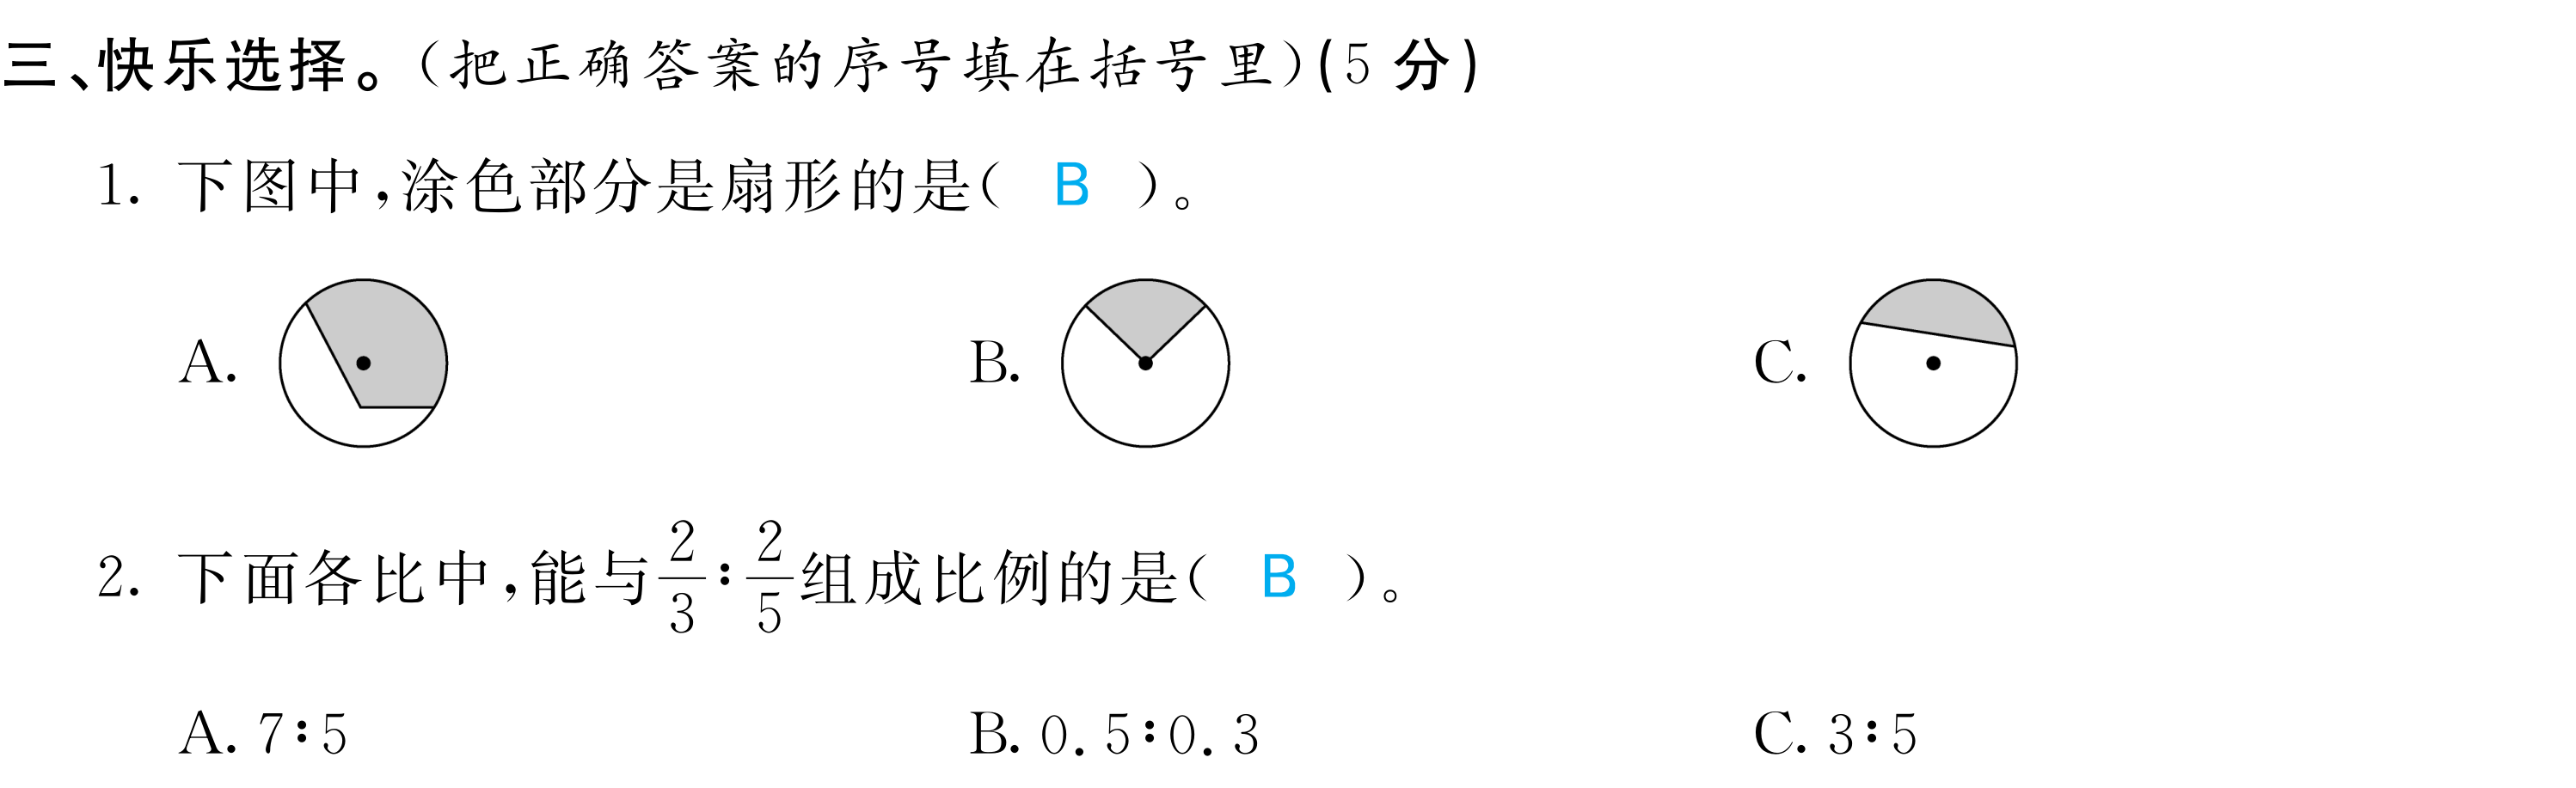 三、快乐选择。(把正确答案的序号填在括号里)(5 分)
1. 下图中,涂色部分是扇形的是( B )。
A. B. C.
2. 下面各比中,能与2/3∶2/5组成比例的是( B )。
A. 7∶5 B. 0.5∶0.3 C. 3∶5